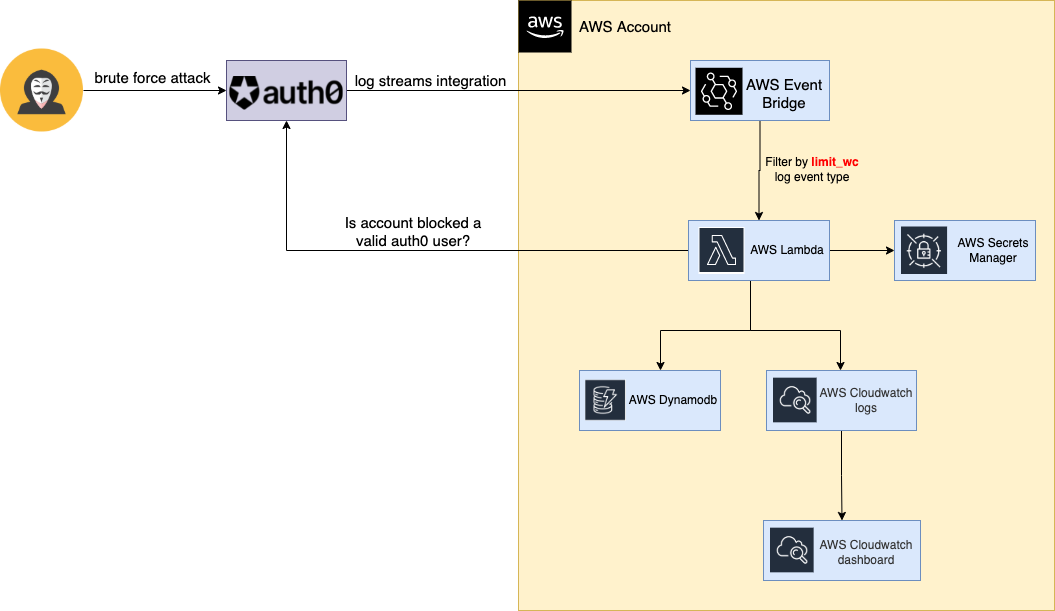 aws
AWS Account
brute force attack
auth0
log streams integration
AWS Event
Bridge
Filter by limit_wc
log event type
Is account blocked a
valid auth0 user?
AWS Lambda
AWS Secrets
Manager
AWS Dynamodb
AWS Cloudwatch
logs
AWS Cloudwatch
dashboard